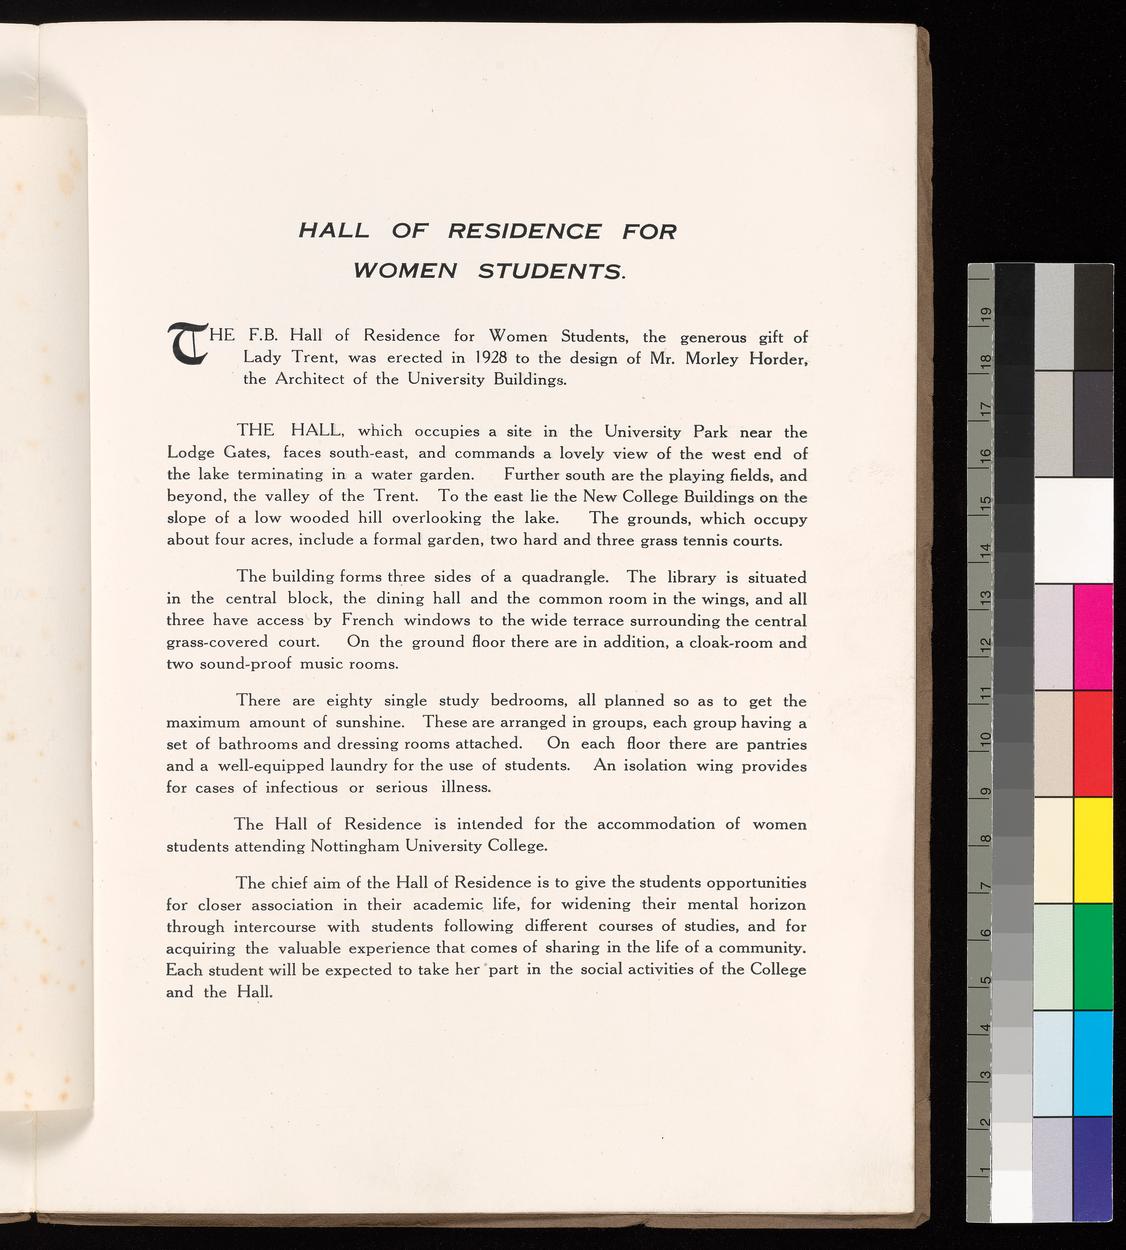 HALL OF RESIDENCE FOR
WOMEN STUDENTS.
THE F.B. Hall of Residence for Women Students, the generous gift of
Lady Trent, was erected in 1928 to the design of Mr. Morley Horder,
the Architect of the University Buildings.
THE HALL, which occupies a site in the University Park near the
Lodge Gates, faces south-east, and commands a lovely view of the west end of
the lake terminating in a water garden. Further south are the playing fields, and
beyond, the valley of the Trent. To the east lie the New College Buildings on the
slope of a low wooded hill overlooking the lake. The grounds, which occupy
about four acres, include a formal garden, two hard and three grass tennis courts.
The building forms three sides of a quadrangle. The library is situated
in the central block, the dining hall and the common room in the wings, and all
three have access by French windows to the wide terrace surrounding the central
grass-covered court. On the ground floor there are in addition, a cloak-room and
two sound-proof music rooms.
There are eighty single study bedrooms, all planned so as to get the
maximum amount of sunshine. These are arranged in groups, each group having a
set of bathrooms and dressing rooms attached. On each floor there are pantries
and a well-equipped laundry for the use of students. An isolation wing provides
for cases of infectious or serious illness.
The Hall of Residence is intended for the accommodation of women
students attending Nottingham University College.
The chief aim of the Hall of Residence is to give the students opportunities
for closer association in their academic life, for widening their mental horizon
through intercourse with students following different courses of studies, and for
acquiring the valuable experience that comes of sharing in the life of a community.
Each student will be expected to take her part in the social activities of the College
and the Hall.
19
18
17
16
15
14
13
12
11
10
9
8
7
6
5
4
3
2
1